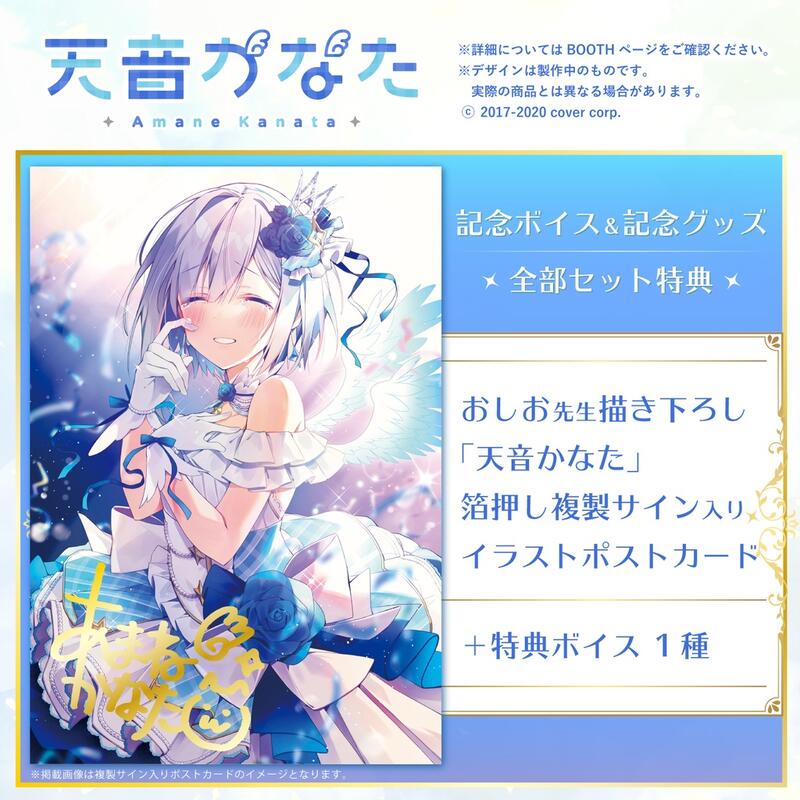 天音かなた
Amane Kanata
※詳細については BOOTH ページをご確認ください。
※デザインは製作中のものです。
実際の商品とは異なる場合があります。
© 2017-2020 cover corp.
記念ボイス&記念グッズ
全部セット特典
おしお先生描き下ろし
「天音かなた」
箔押し複製サイン入り
イラストポストカード
+特典ボイス 1 種
あまね
かなた
※掲載画像は複製サイン入りポストカードのイメージとなります。